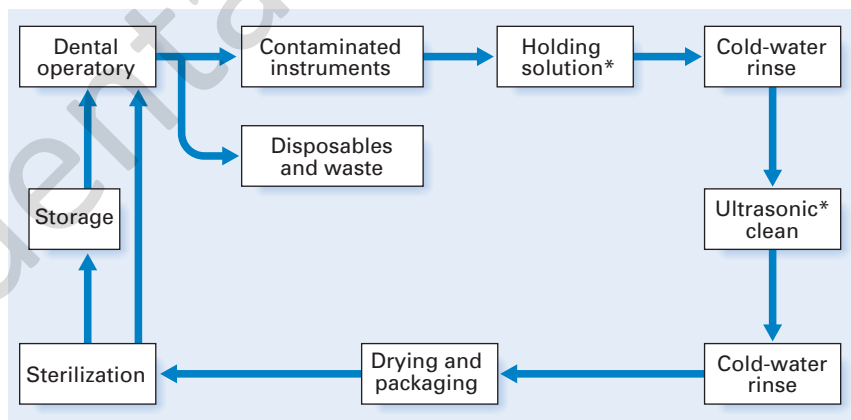 Dental
operatory
Contaminated
instruments
Holding
solution*
Cold-water
rinse
Disposables
and waste
Storage
Ultrasonic*
clean
Sterilization
Drying and
packaging
Cold-water
rinse
denta